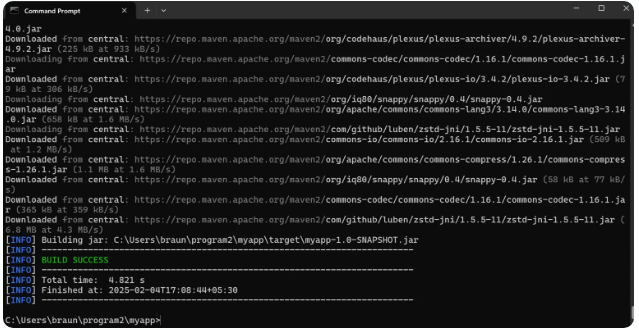 Command Prompt
4.0.jar
Downloaded from central: https://repo.maven.apache.org/maven2/org/codehaus/plexus/plexus-archiver/4.9.2/plexus-archiver-
4.9.2.jar (225 kB at 933 kB/s)
Downloading from central: https://repo.maven.apache.org/maven2/commons-codec/commons-codec/1.16.1/commons-codec-1.16.1.j
ar
Downloaded from central: https://repo.maven.apache.org/maven2/org/codehaus/plexus/plexus-io/3.4.2/plexus-io-3.4.2.jar (7
9 kB at 306 kB/s)
Downloading from central: https://repo.maven.apache.org/maven2/org/iq80/snappy/snappy/0.4/snappy-0.4.jar
Downloaded from central: https://repo.maven.apache.org/maven2/org/apache/commons/commons-lang3/3.14.0/commons-lang3-3.14
.0.jar (658 kB at 1.6 MB/s)
Downloading from central: https://repo.maven.apache.org/maven2/com/github/luben/zstd-jni/1.5.5-11/zstd-jni-1.5.5-11.jar
Downloaded from central: https://repo.maven.apache.org/maven2/commons-io/commons-io/2.16.1/commons-io-2.16.1.jar (509 kB
 at 1.2 MB/s)
Downloaded from central: https://repo.maven.apache.org/maven2/org/apache/commons/commons-compress/1.26.1/commons-compres
s-1.26.1.jar (1.1 MB at 1.6 MB/s)
Downloaded from central: https://repo.maven.apache.org/maven2/org/iq80/snappy/snappy/0.4/snappy-0.4.jar (58 kB at 77 kB/
s)
Downloaded from central: https://repo.maven.apache.org/maven2/commons-codec/commons-codec/1.16.1/commons-codec-1.16.1.ja
r (365 kB at 359 kB/s)
Downloaded from central: https://repo.maven.apache.org/maven2/com/github/luben/zstd-jni/1.5.5-11/zstd-jni-1.5.5-11.jar (
6.8 MB at 4.3 MB/s)
[INFO] Building jar: C:\Users\braun\program2\myapp\target\myapp-1.0-SNAPSHOT.jar
[INFO] ------------------------------------------------------------------------
[INFO] BUILD SUCCESS
[INFO] ------------------------------------------------------------------------
[INFO] Total time:  4.821 s
[INFO] Finished at: 2025-02-04T17:08:44+05:30
[INFO] ------------------------------------------------------------------------
C:\Users\braun\program2\myapp>